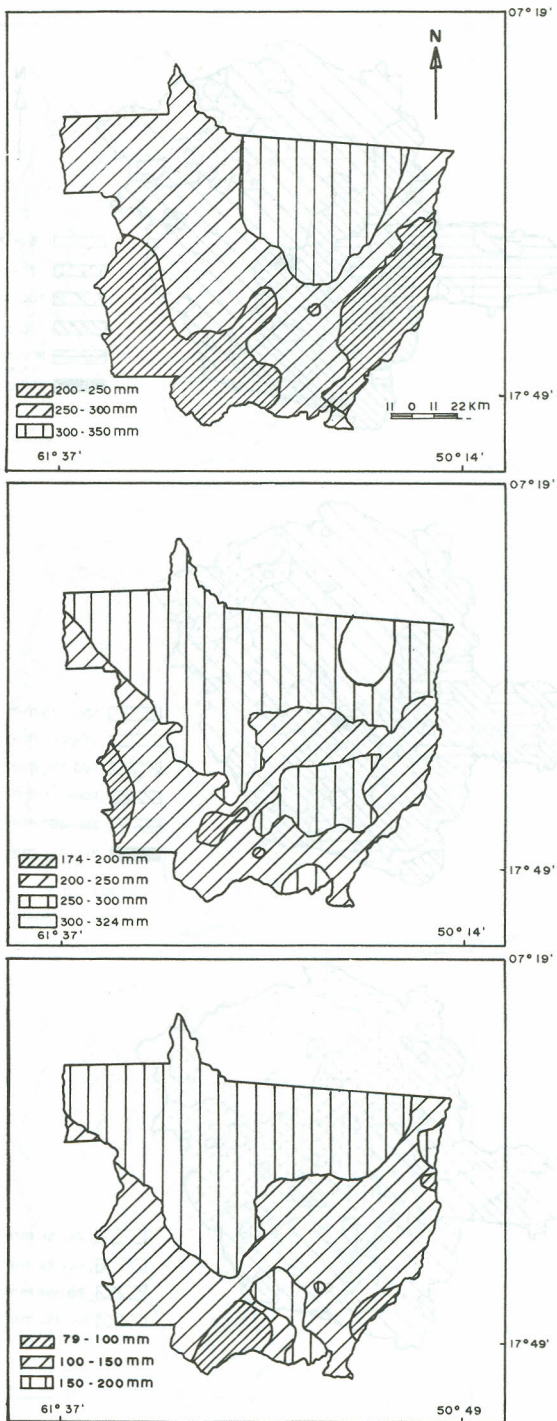 07° 19'
N
200-250 mm
250-300 mm
300-350 mm
11 0 11 22 Km
17° 49'
61° 37'
50° 14'
07° 19'
174-200 mm
200-250 mm
250-300 mm
300-324 mm
17° 49'
61° 37'
50° 14'
07° 19'
79-100 mm
100-150 mm
150-200 mm
17° 49'
61° 37'
50° 49